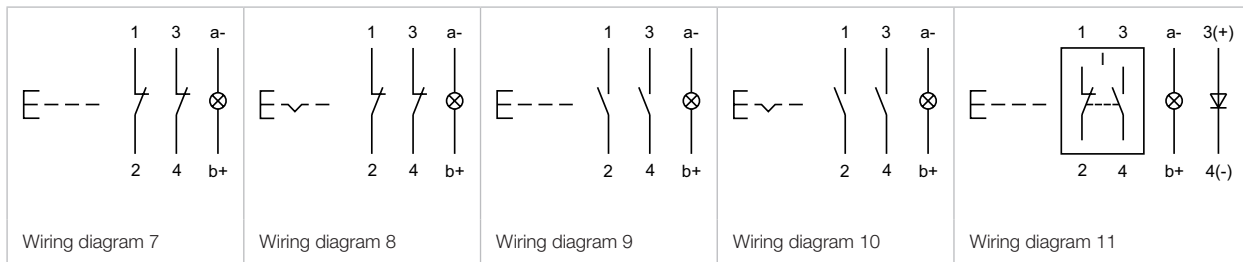 1 3 a-
2 4 b+
Wiring diagram 7
1 3 a-
2 4 b+
Wiring diagram 8
1 3 a-
2 4 b+
Wiring diagram 9
1 3 a-
2 4 b+
Wiring diagram 10
1 3 a- 3(+)
2 4 b+ 4(-)
Wiring diagram 11